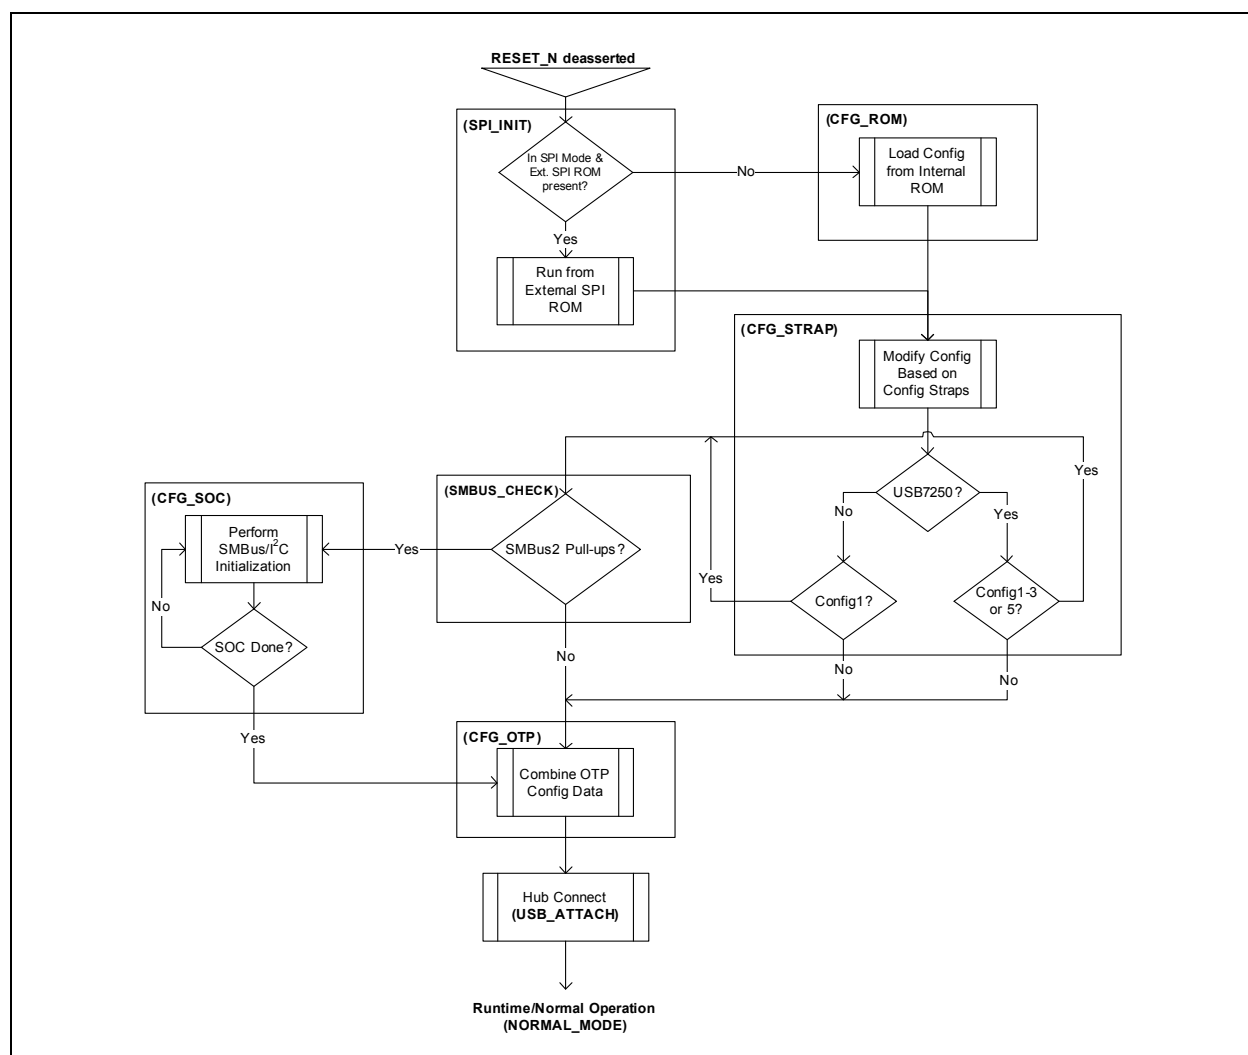 RESET_N deasserted
(SPI_INIT)
In SPI Mode &
Ext. SPI ROM
present?
No
Yes
Run from
External SPI
ROM
(CFG_ROM)
Load Config
from Internal
ROM
(CFG_STRAP)
Modify Config
Based on
Config Straps
USB7250?
No
Yes
Config1?
Yes
No
Config1-3
or 5?
Yes
No
(SMBUS_CHECK)
SMBus2 Pull-ups?
Yes
No
(CFG_SOC)
Perform
SMBus/I²C
Initialization
No
SOC Done?
Yes
(CFG_OTP)
Combine OTP
Config Data
Hub Connect
(USB_ATTACH)
Runtime/Normal Operation
(NORMAL_MODE)